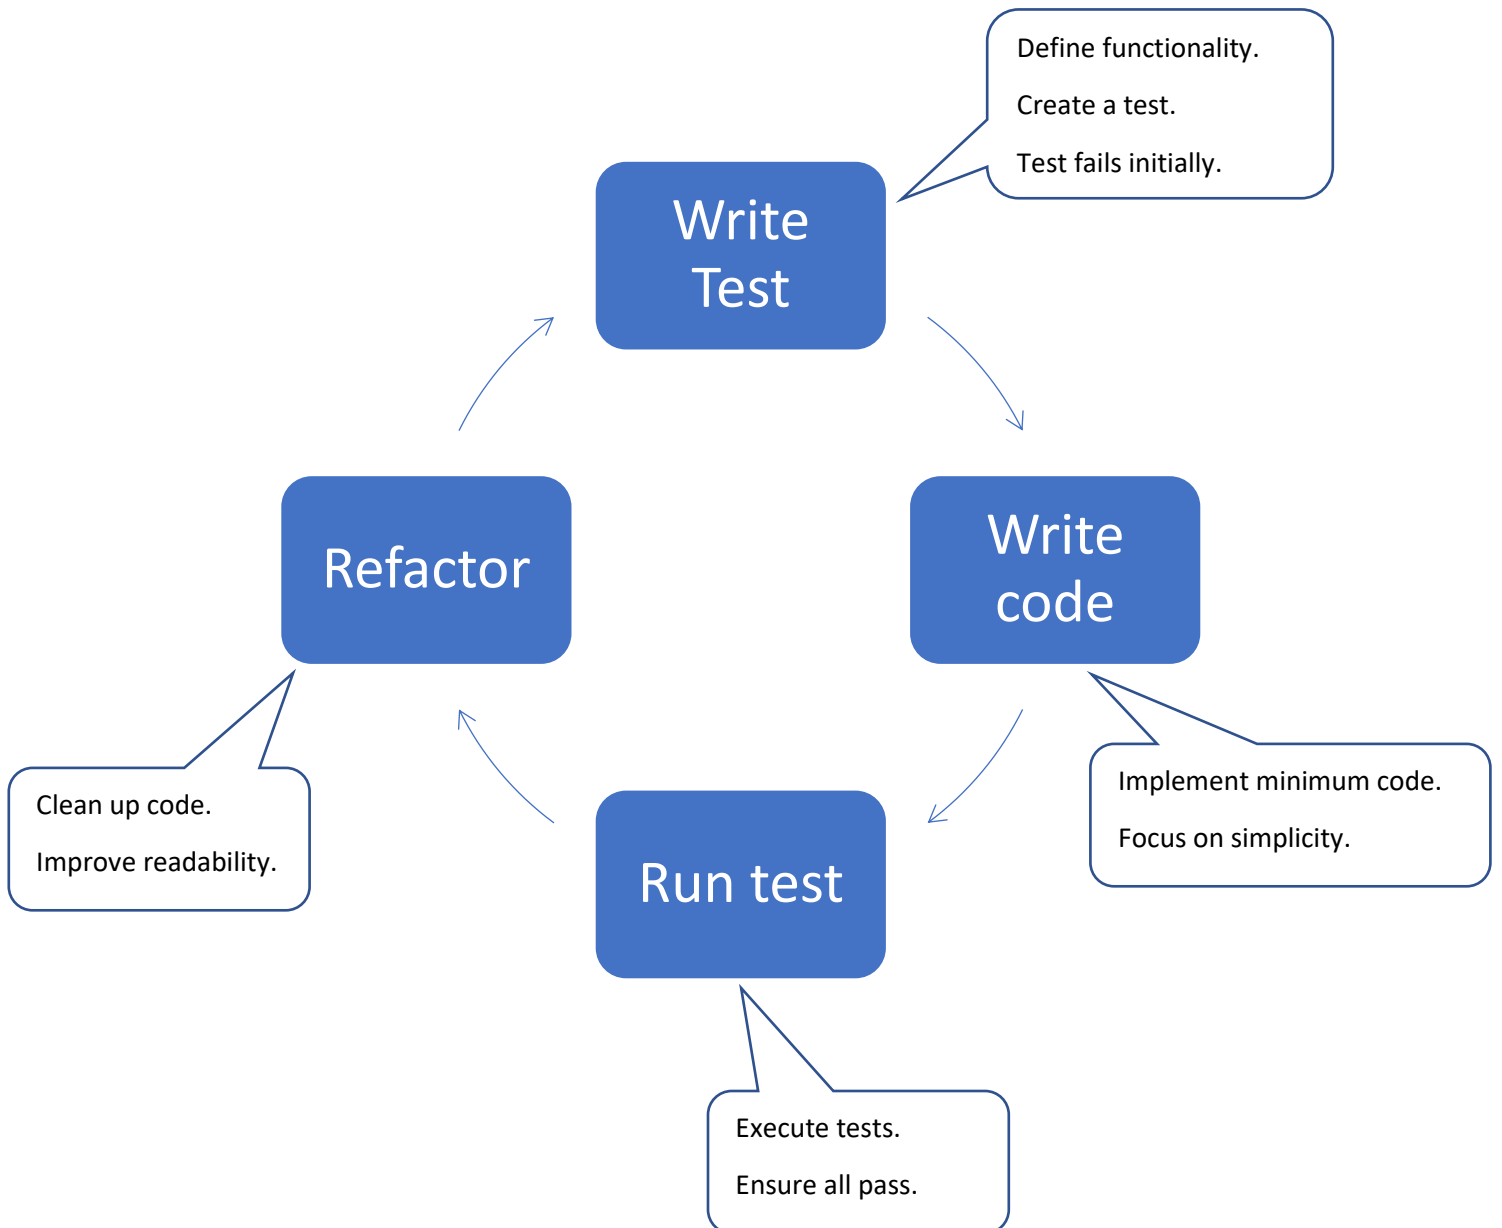 Define functionality.
Create a test.
Test fails initially.
Write
Test
Refactor
Write
code
Clean up code.
Improve readability.
Implement minimum code.
Focus on simplicity.
Run test
Execute tests.
Ensure all pass.